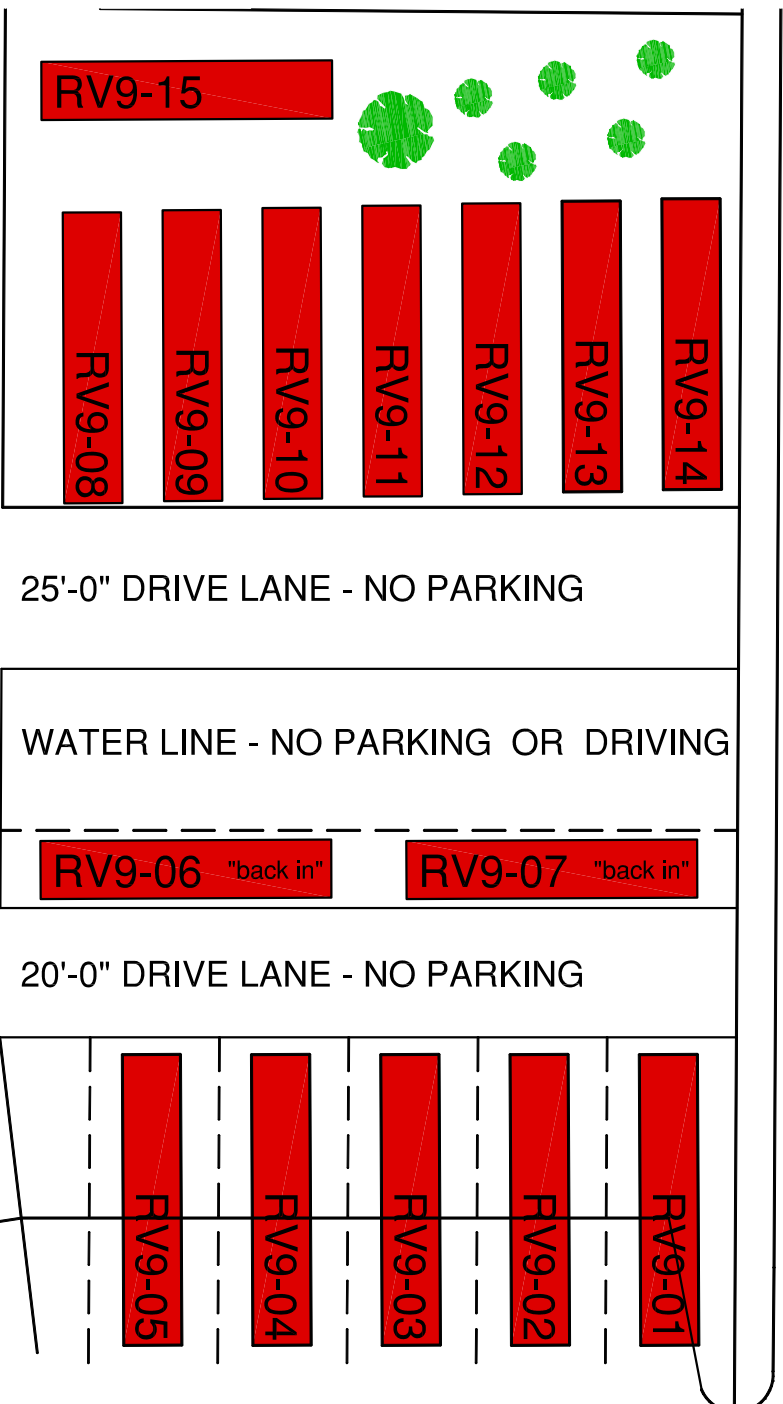 RV9-15
RV9-08
RV9-09
RV9-10
RV9-11
RV9-12
RV9-13
RV9-14
25'-0" DRIVE LANE - NO PARKING
WATER LINE - NO PARKING OR DRIVING
RV9-06 "back in"
RV9-07 "back in"
20'-0" DRIVE LANE - NO PARKING
RV9-05
RV9-04
RV9-03
RV9-02
RV9-01